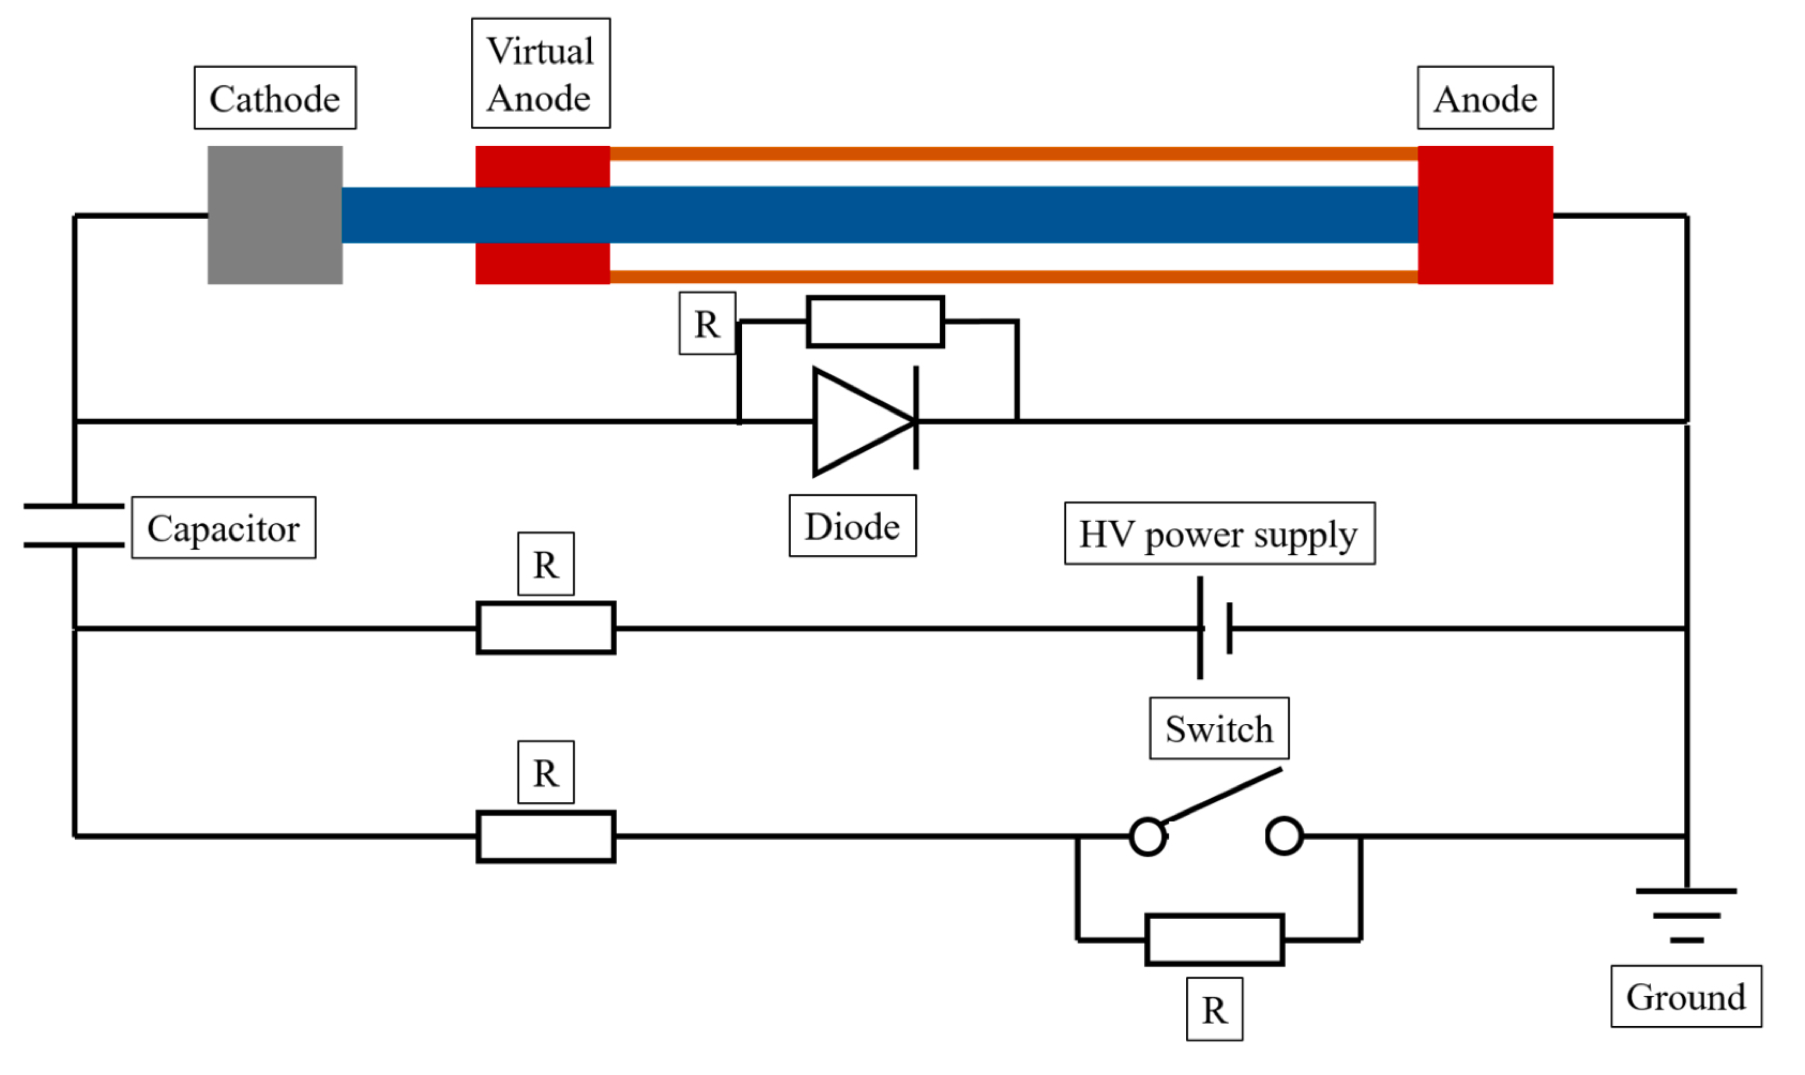 Virtual
Anode
Cathode
Anode
R
Diode
Capacitor
HV power supply
R
Switch
R
Ground
R